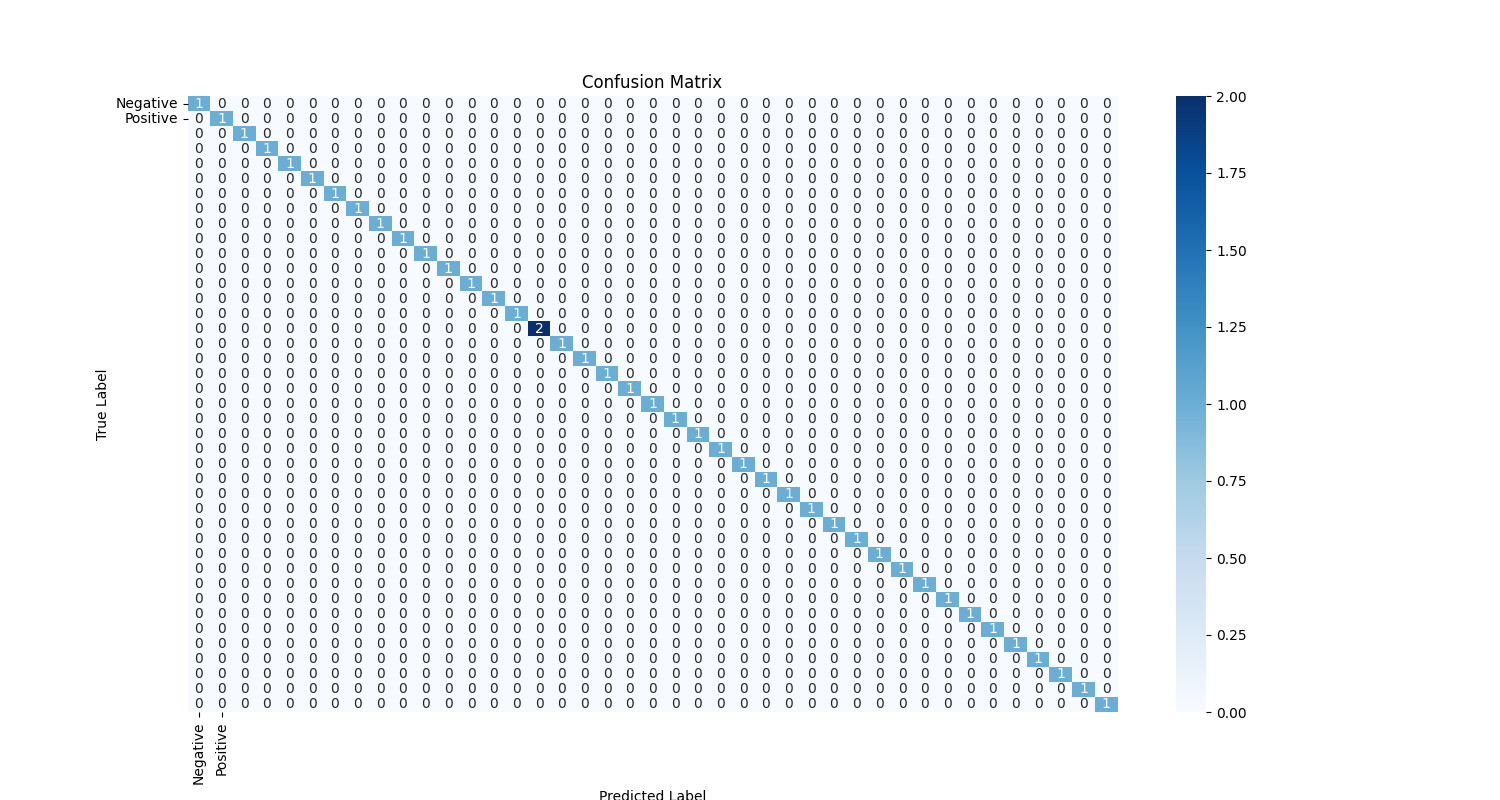 Confusion Matrix
Negative 1 0 0 0 0 0 0 0 0 0 0 0 0 0 0 0 0 0 0 0 0 0 0 0 0 0 0 0 0 0 0 0 0 0 0 0 0 0 0 0 0
Positive 0 1 0 0 0 0 0 0 0 0 0 0 0 0 0 0 0 0 0 0 0 0 0 0 0 0 0 0 0 0 0 0 0 0 0 0 0 0 0 0 0
0 0 1 0 0 0 0 0 0 0 0 0 0 0 0 0 0 0 0 0 0 0 0 0 0 0 0 0 0 0 0 0 0 0 0 0 0 0 0 0 0
0 0 0 1 0 0 0 0 0 0 0 0 0 0 0 0 0 0 0 0 0 0 0 0 0 0 0 0 0 0 0 0 0 0 0 0 0 0 0 0 0
0 0 0 0 1 0 0 0 0 0 0 0 0 0 0 0 0 0 0 0 0 0 0 0 0 0 0 0 0 0 0 0 0 0 0 0 0 0 0 0 0
0 0 0 0 0 1 0 0 0 0 0 0 0 0 0 0 0 0 0 0 0 0 0 0 0 0 0 0 0 0 0 0 0 0 0 0 0 0 0 0 0
0 0 0 0 0 0 1 0 0 0 0 0 0 0 0 0 0 0 0 0 0 0 0 0 0 0 0 0 0 0 0 0 0 0 0 0 0 0 0 0 0
0 0 0 0 0 0 0 1 0 0 0 0 0 0 0 0 0 0 0 0 0 0 0 0 0 0 0 0 0 0 0 0 0 0 0 0 0 0 0 0 0
0 0 0 0 0 0 0 0 1 0 0 0 0 0 0 0 0 0 0 0 0 0 0 0 0 0 0 0 0 0 0 0 0 0 0 0 0 0 0 0 0
0 0 0 0 0 0 0 0 0 1 0 0 0 0 0 0 0 0 0 0 0 0 0 0 0 0 0 0 0 0 0 0 0 0 0 0 0 0 0 0 0
0 0 0 0 0 0 0 0 0 0 1 0 0 0 0 0 0 0 0 0 0 0 0 0 0 0 0 0 0 0 0 0 0 0 0 0 0 0 0 0 0
0 0 0 0 0 0 0 0 0 0 0 1 0 0 0 0 0 0 0 0 0 0 0 0 0 0 0 0 0 0 0 0 0 0 0 0 0 0 0 0 0
0 0 0 0 0 0 0 0 0 0 0 0 1 0 0 0 0 0 0 0 0 0 0 0 0 0 0 0 0 0 0 0 0 0 0 0 0 0 0 0 0
0 0 0 0 0 0 0 0 0 0 0 0 0 1 0 0 0 0 0 0 0 0 0 0 0 0 0 0 0 0 0 0 0 0 0 0 0 0 0 0 0
0 0 0 0 0 0 0 0 0 0 0 0 0 0 1 0 0 0 0 0 0 0 0 0 0 0 0 0 0 0 0 0 0 0 0 0 0 0 0 0 0
0 0 0 0 0 0 0 0 0 0 0 0 0 0 0 2 0 0 0 0 0 0 0 0 0 0 0 0 0 0 0 0 0 0 0 0 0 0 0 0 0
0 0 0 0 0 0 0 0 0 0 0 0 0 0 0 0 1 0 0 0 0 0 0 0 0 0 0 0 0 0 0 0 0 0 0 0 0 0 0 0 0
0 0 0 0 0 0 0 0 0 0 0 0 0 0 0 0 0 1 0 0 0 0 0 0 0 0 0 0 0 0 0 0 0 0 0 0 0 0 0 0 0
0 0 0 0 0 0 0 0 0 0 0 0 0 0 0 0 0 0 1 0 0 0 0 0 0 0 0 0 0 0 0 0 0 0 0 0 0 0 0 0 0
0 0 0 0 0 0 0 0 0 0 0 0 0 0 0 0 0 0 0 1 0 0 0 0 0 0 0 0 0 0 0 0 0 0 0 0 0 0 0 0 0
0 0 0 0 0 0 0 0 0 0 0 0 0 0 0 0 0 0 0 0 1 0 0 0 0 0 0 0 0 0 0 0 0 0 0 0 0 0 0 0 0
0 0 0 0 0 0 0 0 0 0 0 0 0 0 0 0 0 0 0 0 0 1 0 0 0 0 0 0 0 0 0 0 0 0 0 0 0 0 0 0 0
0 0 0 0 0 0 0 0 0 0 0 0 0 0 0 0 0 0 0 0 0 0 1 0 0 0 0 0 0 0 0 0 0 0 0 0 0 0 0 0 0
0 0 0 0 0 0 0 0 0 0 0 0 0 0 0 0 0 0 0 0 0 0 0 1 0 0 0 0 0 0 0 0 0 0 0 0 0 0 0 0 0
0 0 0 0 0 0 0 0 0 0 0 0 0 0 0 0 0 0 0 0 0 0 0 0 1 0 0 0 0 0 0 0 0 0 0 0 0 0 0 0 0
0 0 0 0 0 0 0 0 0 0 0 0 0 0 0 0 0 0 0 0 0 0 0 0 0 1 0 0 0 0 0 0 0 0 0 0 0 0 0 0 0
0 0 0 0 0 0 0 0 0 0 0 0 0 0 0 0 0 0 0 0 0 0 0 0 0 0 1 0 0 0 0 0 0 0 0 0 0 0 0 0 0
0 0 0 0 0 0 0 0 0 0 0 0 0 0 0 0 0 0 0 0 0 0 0 0 0 0 0 1 0 0 0 0 0 0 0 0 0 0 0 0 0
0 0 0 0 0 0 0 0 0 0 0 0 0 0 0 0 0 0 0 0 0 0 0 0 0 0 0 0 1 0 0 0 0 0 0 0 0 0 0 0 0
0 0 0 0 0 0 0 0 0 0 0 0 0 0 0 0 0 0 0 0 0 0 0 0 0 0 0 0 0 1 0 0 0 0 0 0 0 0 0 0 0
0 0 0 0 0 0 0 0 0 0 0 0 0 0 0 0 0 0 0 0 0 0 0 0 0 0 0 0 0 0 1 0 0 0 0 0 0 0 0 0 0
0 0 0 0 0 0 0 0 0 0 0 0 0 0 0 0 0 0 0 0 0 0 0 0 0 0 0 0 0 0 0 1 0 0 0 0 0 0 0 0 0
0 0 0 0 0 0 0 0 0 0 0 0 0 0 0 0 0 0 0 0 0 0 0 0 0 0 0 0 0 0 0 0 1 0 0 0 0 0 0 0 0
0 0 0 0 0 0 0 0 0 0 0 0 0 0 0 0 0 0 0 0 0 0 0 0 0 0 0 0 0 0 0 0 0 1 0 0 0 0 0 0 0
0 0 0 0 0 0 0 0 0 0 0 0 0 0 0 0 0 0 0 0 0 0 0 0 0 0 0 0 0 0 0 0 0 0 1 0 0 0 0 0 0
0 0 0 0 0 0 0 0 0 0 0 0 0 0 0 0 0 0 0 0 0 0 0 0 0 0 0 0 0 0 0 0 0 0 0 1 0 0 0 0 0
0 0 0 0 0 0 0 0 0 0 0 0 0 0 0 0 0 0 0 0 0 0 0 0 0 0 0 0 0 0 0 0 0 0 0 0 1 0 0 0 0
0 0 0 0 0 0 0 0 0 0 0 0 0 0 0 0 0 0 0 0 0 0 0 0 0 0 0 0 0 0 0 0 0 0 0 0 0 1 0 0 0
0 0 0 0 0 0 0 0 0 0 0 0 0 0 0 0 0 0 0 0 0 0 0 0 0 0 0 0 0 0 0 0 0 0 0 0 0 0 1 0 0
0 0 0 0 0 0 0 0 0 0 0 0 0 0 0 0 0 0 0 0 0 0 0 0 0 0 0 0 0 0 0 0 0 0 0 0 0 0 0 1 0
0 0 0 0 0 0 0 0 0 0 0 0 0 0 0 0 0 0 0 0 0 0 0 0 0 0 0 0 0 0 0 0 0 0 0 0 0 0 0 0 1
True Label
Negative
Positive
Predicted Label
2.00
1.75
1.50
1.25
1.00
0.75
0.50
0.25
0.00